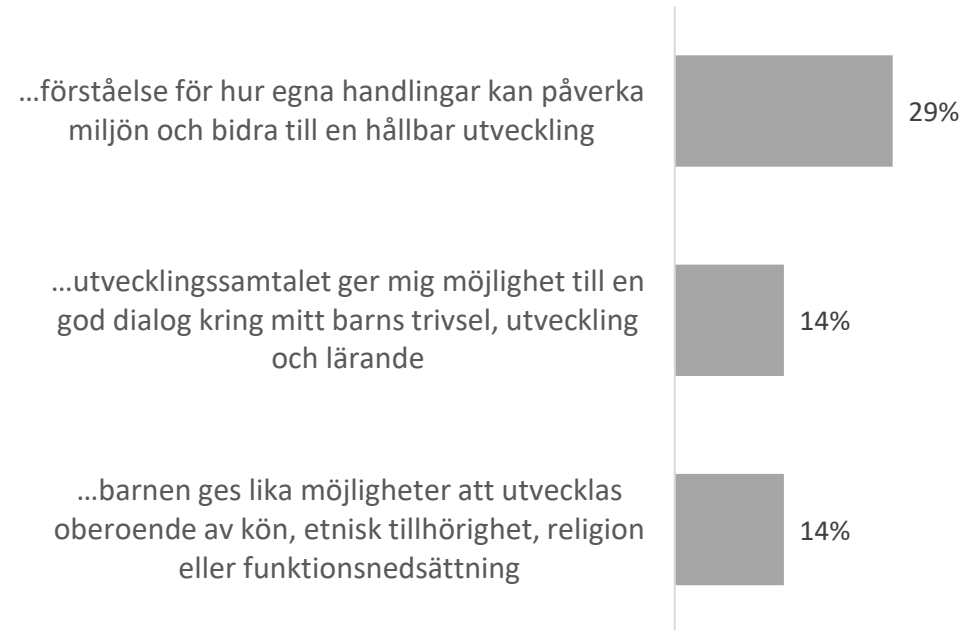 ...förståelse för hur egna handlingar kan påverka
miljön och bidra till en hållbar utveckling
29%
...utvecklingssamtalet ger mig möjlighet till en
god dialog kring mitt barns trivsel, utveckling
och lärande
14%
...barnen ges lika möjligheter att utvecklas
oberoende av kön, etnisk tillhörighet, religion
eller funktionsnedsättning
14%